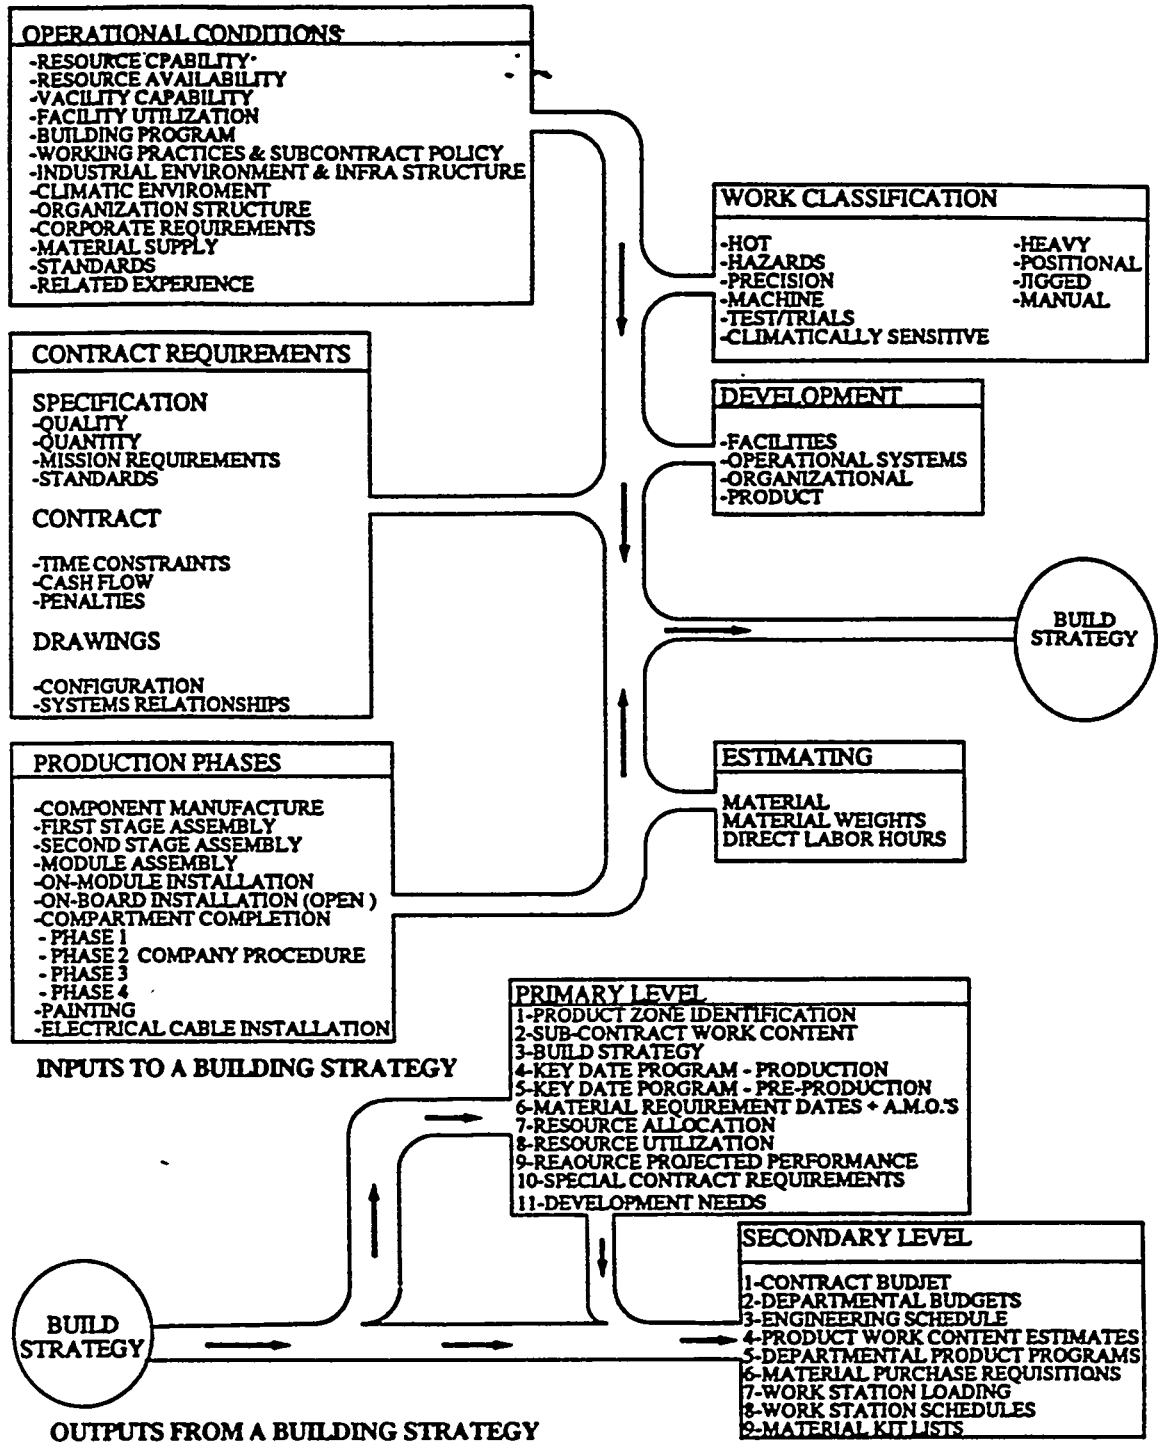 OPERATIONAL CONDITIONS
-RESOURCE CPABILITY
-RESOURCE AVAILABILITY
-VACILITY CAPABILITY
-FACILITY UTILIZATION
-BUILDING PROGRAM
-WORKING PRACTICES & SUBCONTRACT POLICY
-INDUSTRIAL ENVIRONMENT & INFRA STRUCTURE
-CLIMATIC ENVIROMENT
-ORGANIZATION STRUCTURE
-CORPORATE REQUIREMENTS
-MATERIAL SUPPLY
-STANDARDS
-RELATED EXPERIENCE
WORK CLASSIFICATION
-HOT
-HAZARDS
-PRECISION
-MACHINE
-TEST/TRIALS
-CLIMATICALLY SENSITIVE
-HEAVY
-POSITIONAL
-JIGGED
-MANUAL
CONTRACT REQUIREMENTS
SPECIFICATION
-QUALITY
-QUANTITY
-MISSION REQUIREMENTS
-STANDARDS
CONTRACT
-TIME CONSTRAINTS
-CASH FLOW
-PENALTIES
DRAWINGS
-CONFIGURATION
-SYSTEMS RELATIONSHIPS
DEVELOPMENT
-FACILITIES
-OPERATIONAL SYSTEMS
-ORGANIZATIONAL
-PRODUCT
BUILD
STRATEGY
PRODUCTION PHASES
-COMPONENT MANUFACTURE
-FIRST STAGE ASSEMBLY
-SECOND STAGE ASSEMBLY
-MODULE ASSEMBLY
-ON-MODULE INSTALLATION
-ON-BOARD INSTALLATION (OPEN )
-COMPARTMENT COMPLETION
- PHASE 1
- PHASE 2 COMPANY PROCEDURE
- PHASE 3
- PHASE 4
-PAINTING
-ELECTRICAL CABLE INSTALLATION
ESTIMATING
MATERIAL
MATERIAL WEIGHTS
DIRECT LABOR HOURS
INPUTS TO A BUILDING STRATEGY
PRIMARY LEVEL
1-PRODUCT ZONE IDENTIFICATION
2-SUB-CONTRACT WORK CONTENT
3-BUILD STRATEGY
4-KEY DATE PROGRAM - PRODUCTION
5-KEY DATE PORGRAM - PRE-PRODUCTION
6-MATERIAL REQUIREMENT DATES + A.M.O.'S
7-RESOURCE ALLOCATION
8-RESOURCE UTILIZATION
9-REAOURCE PROJECTED PERFORMANCE
10-SPECIAL CONTRACT REQUIREMENTS
11-DEVELOPMENT NEEDS
BUILD
STRATEGY
SECONDARY LEVEL
1-CONTRACT BUDJET
2-DEPARTMENTAL BUDGETS
3-ENGINEERING SCHEDULE
4-PRODUCT WORK CONTENT ESTIMATES
5-DEPARTMENTAL PRODUCT PROGRAMS
6-MATERIAL PURCHASE REQUISITIONS
7-WORK STATION LOADING
8-WORK STATION SCHEDULES
9-MATERIAL KIT LISTS
OUTPUTS FROM A BUILDING STRATEGY